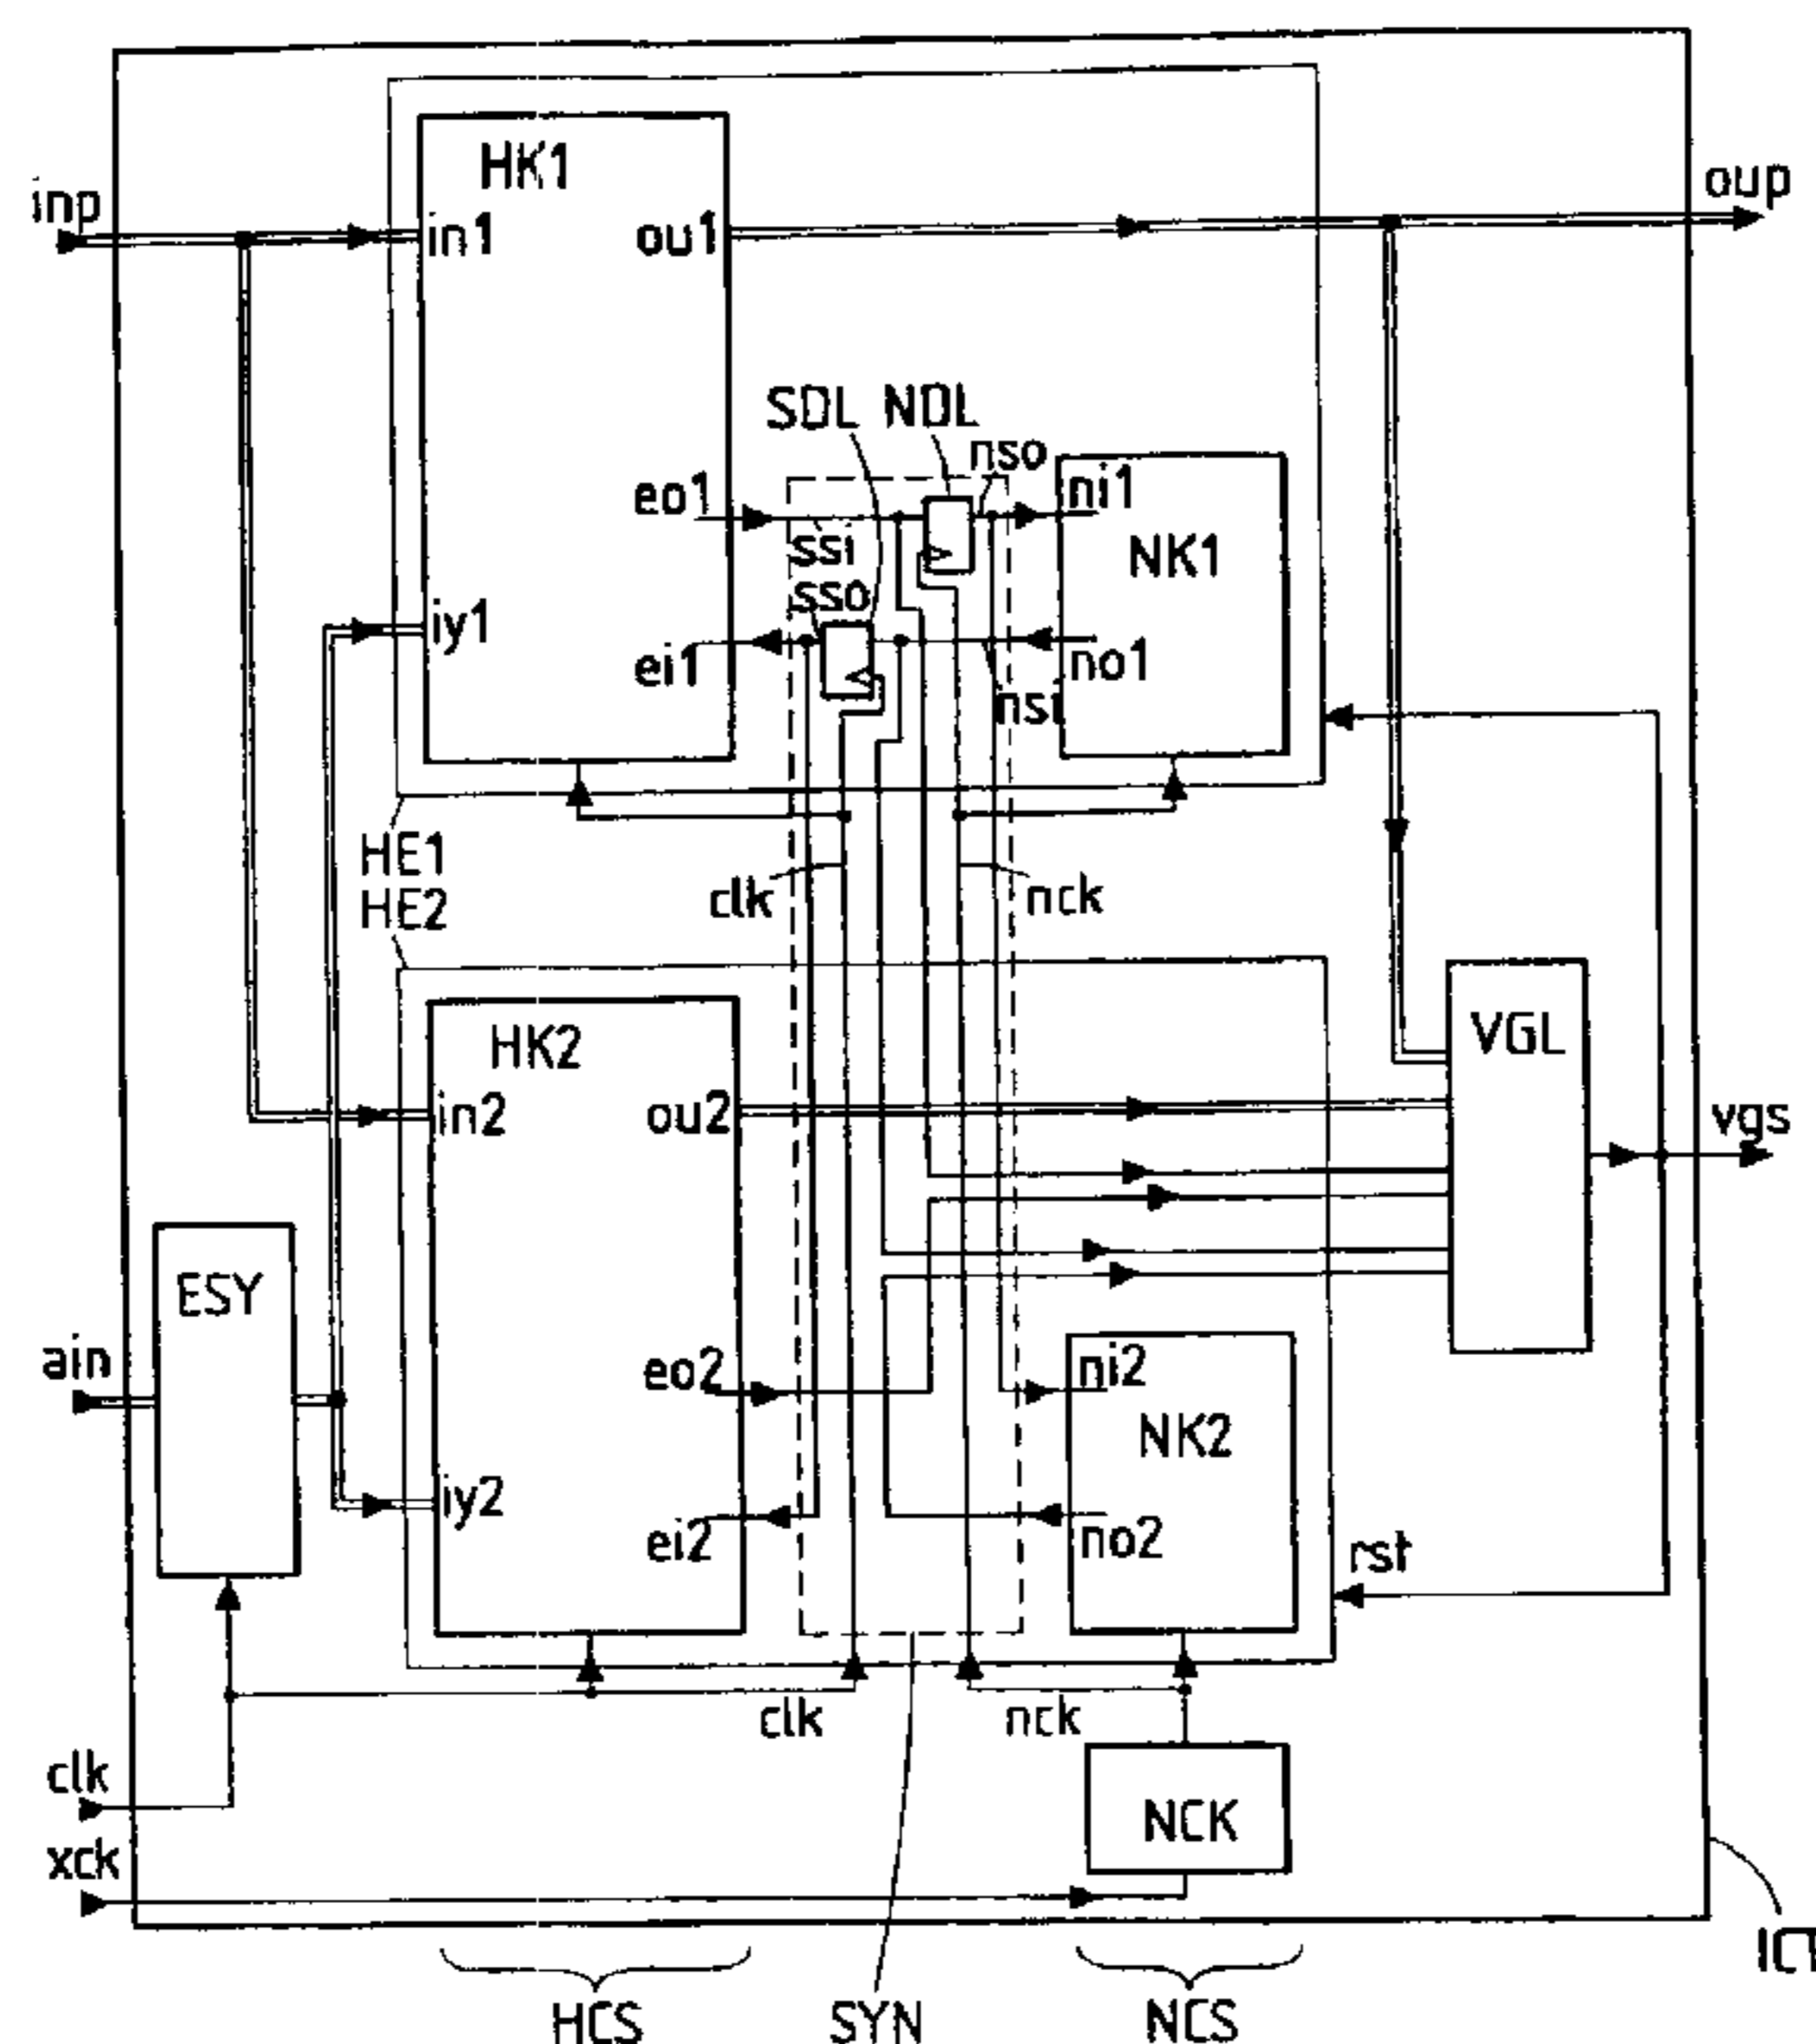 HK1
inp
oup
in1
ou1
SDL NDL
nso
eo1
ni1
ssi
NK1
sso
iy1
ei1
no1
nsi
HE1
HE2
clk
nck
HK2
VGL
in2
ou2
vgs
ESY
ain
eo2
ni2
NK2
iy2
ei2
no2
rst
clk
nck
clk
NCK
xck
HCS
SYN
NCS